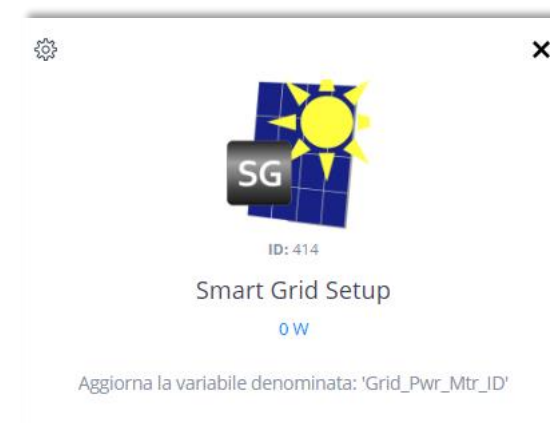 SG
ID: 414
Smart Grid Setup
0 W
Aggiorna la variabile denominata: 'Grid_Pwr_Mtr_ID'